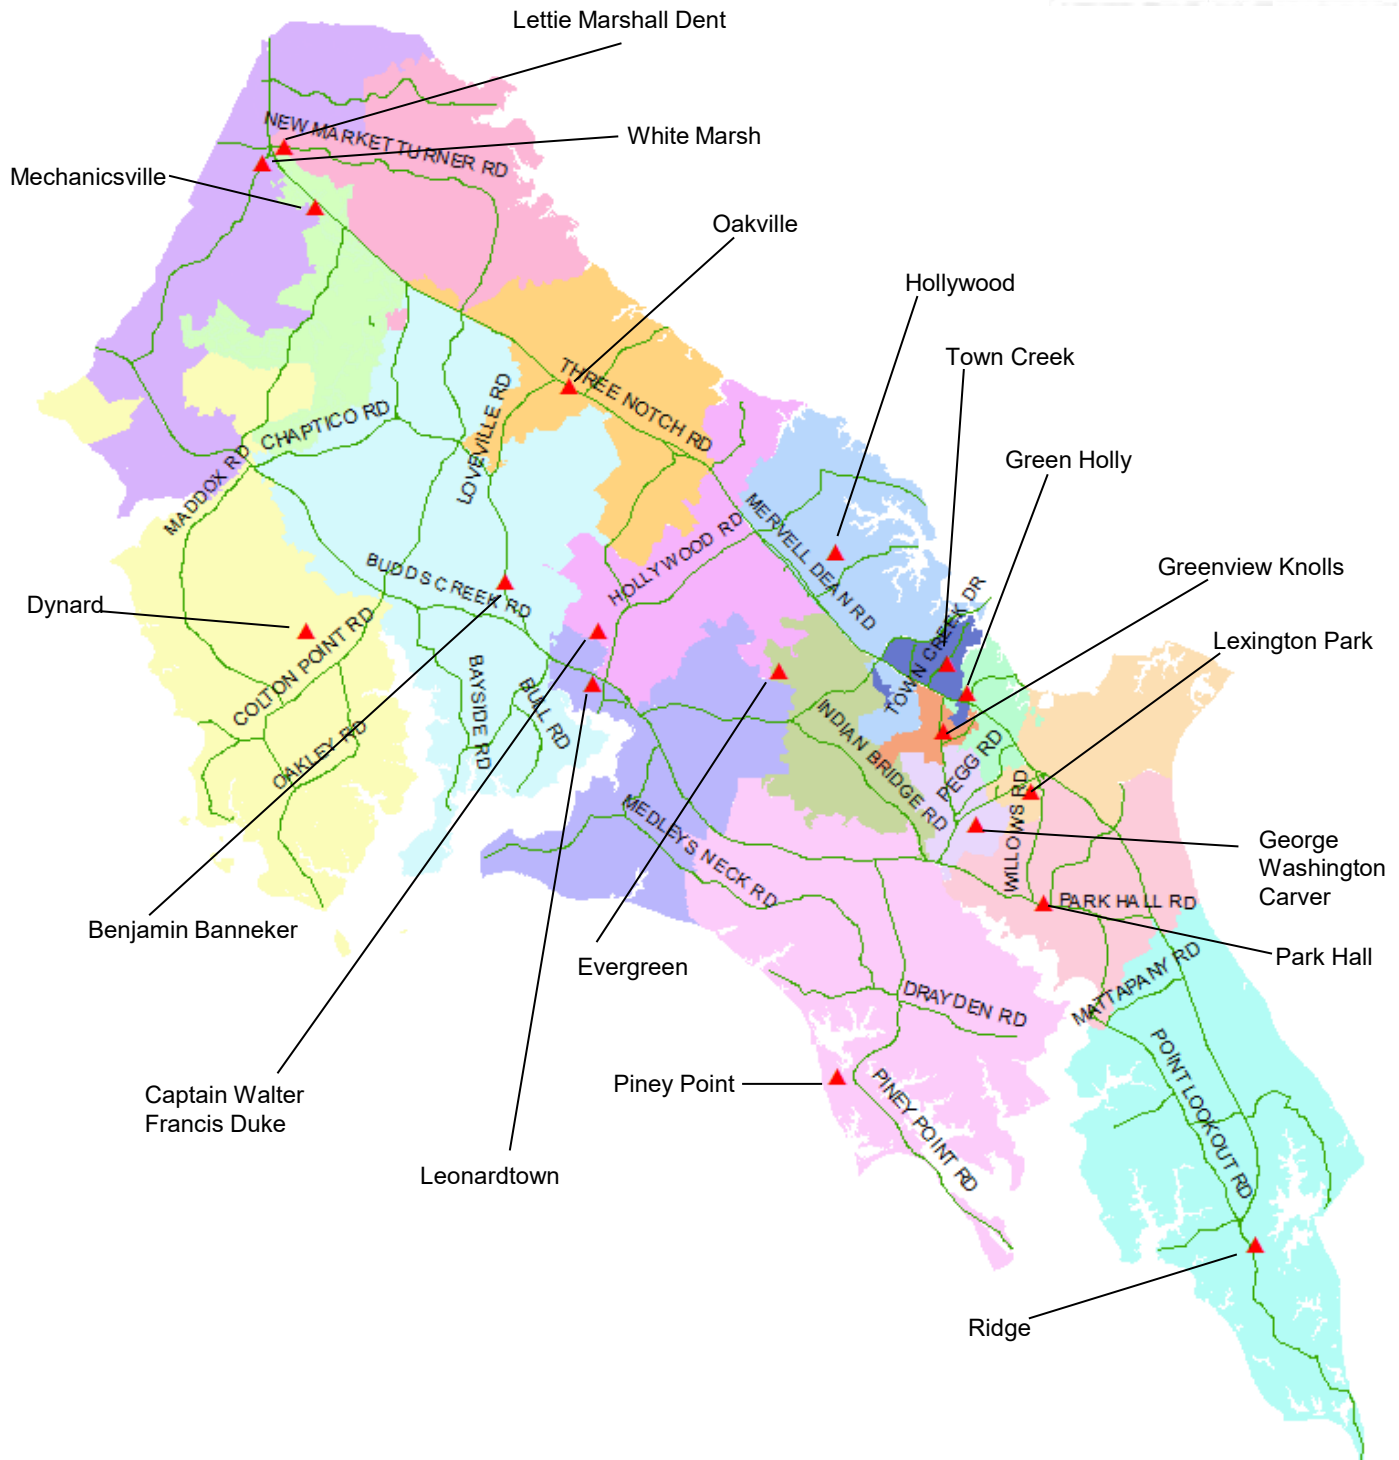 Lettie Marshall Dent
NEW MARKET TURNER RD
White Marsh
Mechanicsville
Oakville
Hollywood
Town Creek
THREE NOTCH RD
LOVEVILLE RD
CHAPTICO RD
MADDOX RD
Green Holly
MERVELL DEAN RD
HOLLYWOOD RD
Greenview Knolls
BUDDS CREEK RD
Dynard
TOWN CREEK DR
Lexington Park
COLTON POINT RD
BAYSIDE RD
BULL RD
OAKLEY RD
INDIAN BRIDGE RD
PEGG RD
WILLOWS RD
MEDLEYS NECK RD
George
Washington
Carver
PARK HALL RD
Benjamin Banneker
Evergreen
Park Hall
MATTAPANY RD
DRAYDEN RD
Captain Walter
Francis Duke
Piney Point
PINEY POINT RD
POINT LOOKOUT RD
Leonardtown
Ridge